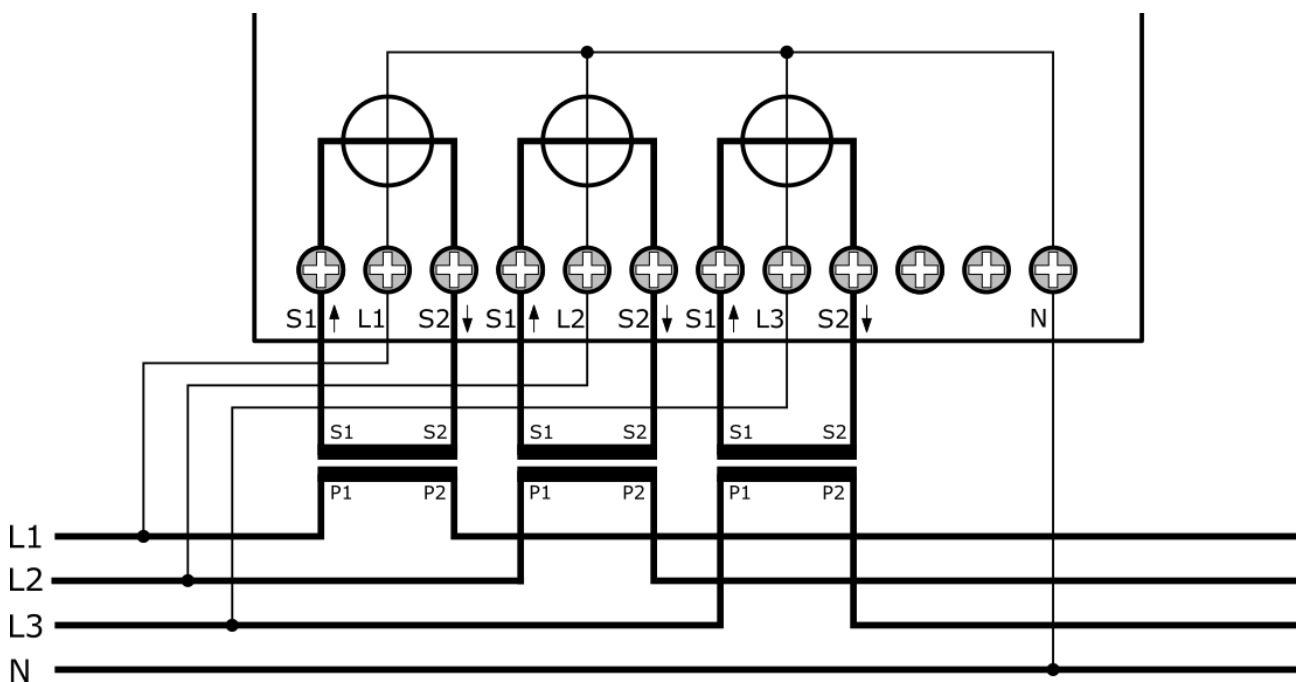 S1 ↑ L1 S2 ↓ S1 ↑ L2 S2 ↓ S1 ↑ L3 S2 ↓ N
S1 S2 S1 S2 S1 S2
P1 P2 P1 P2 P1 P2
L1
L2
L3
N